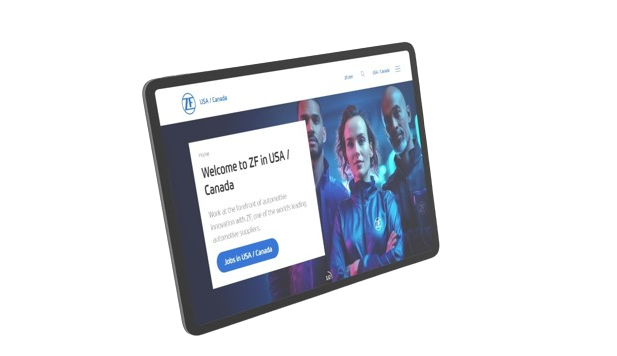 ZF
USA / Canada
zf.com
USA / Canada
Home
Welcome to ZF in USA /
Canada
Work at the forefront of automotive
innovation with ZF, one of the world's leading
automotive suppliers.
Jobs in USA / Canada
ZF